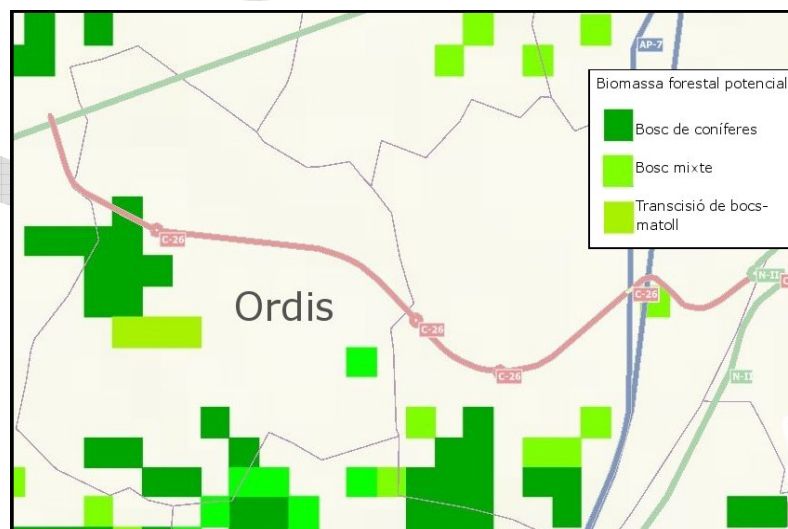 AP-7
Biomassa forestal potencial
Bosc de coníferes
Bosc mixte
Transcisió de bocs-
matoll
C-26
N-II
C-26
Ordis
C-26
C-26
N-II